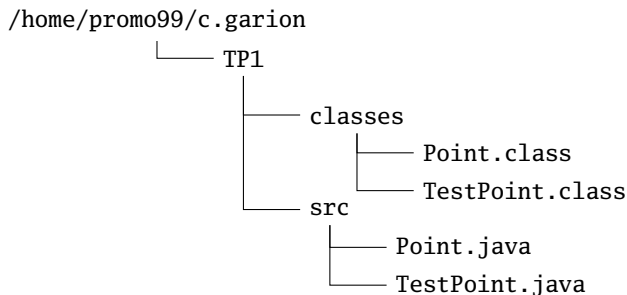 /home/promo99/c.garion
TP1
classes
Point.class
TestPoint.class
src
Point.java
TestPoint.java